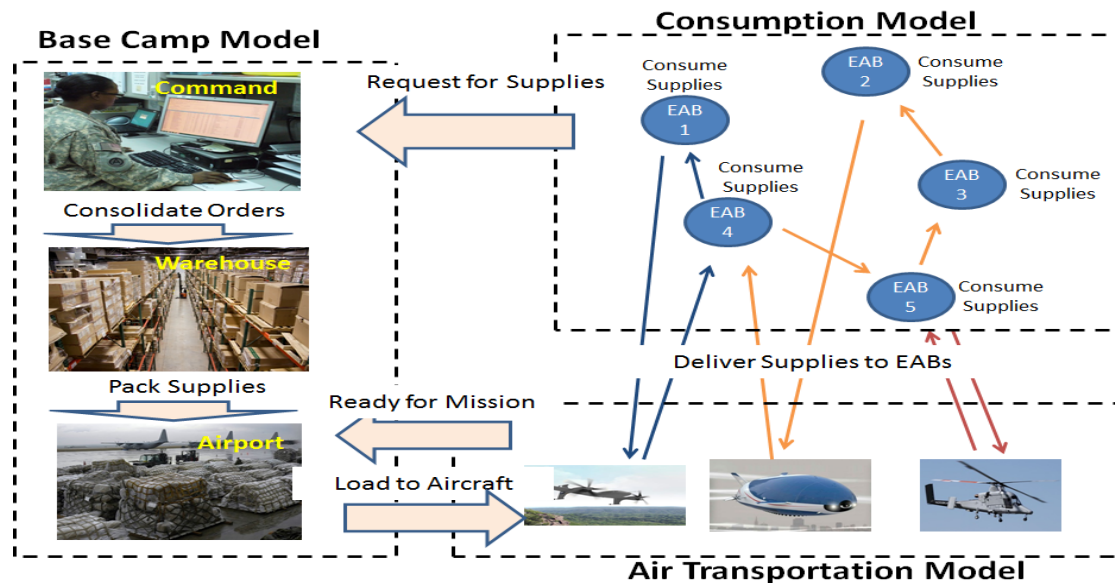 Base Camp Model
Command
Consolidate Orders
Warehouse
Pack Supplies
Airport
Request for Supplies
Ready for Mission
Load to Aircraft
Consumption Model
Consume
Supplies
EAB
1
EAB
2
Consume
Supplies
EAB
3
Consume
Supplies
Consume
Supplies
EAB
4
EAB
5
Consume
Supplies
Deliver Supplies to EABs
Air Transportation Model